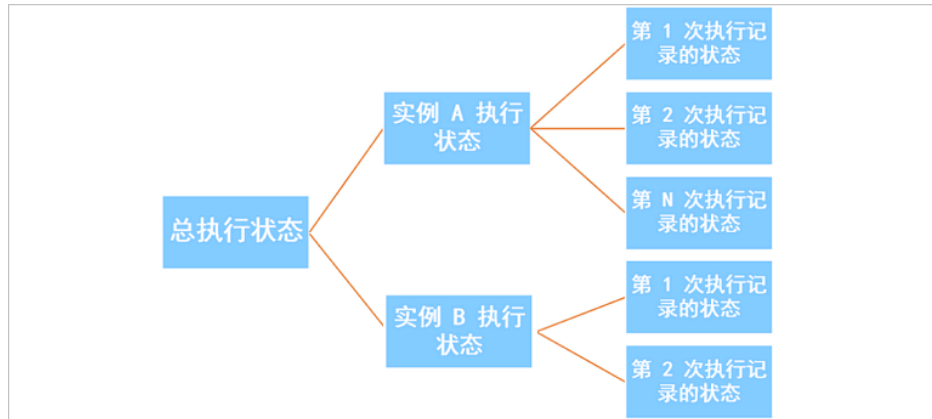 总执行状态
实例 A 执行
状态
第 1 次执行记
录的状态
第 2 次执行记
录的状态
第 N 次执行记
录的状态
实例 B 执行
状态
第 1 次执行记
录的状态
第 2 次执行记
录的状态